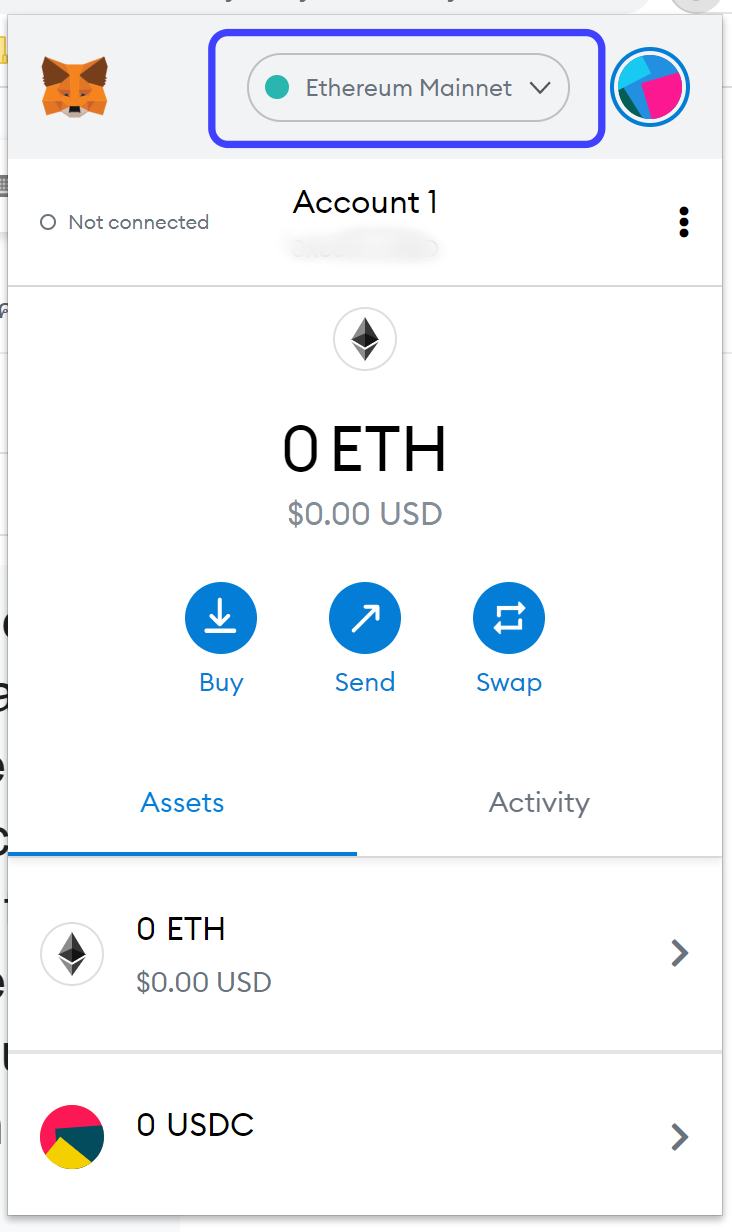 Ethereum Mainnet
Not connected
Account 1
0 ETH
$0.00 USD
Buy
Send
Swap
Assets
Activity
0 ETH
$0.00 USD
0 USDC